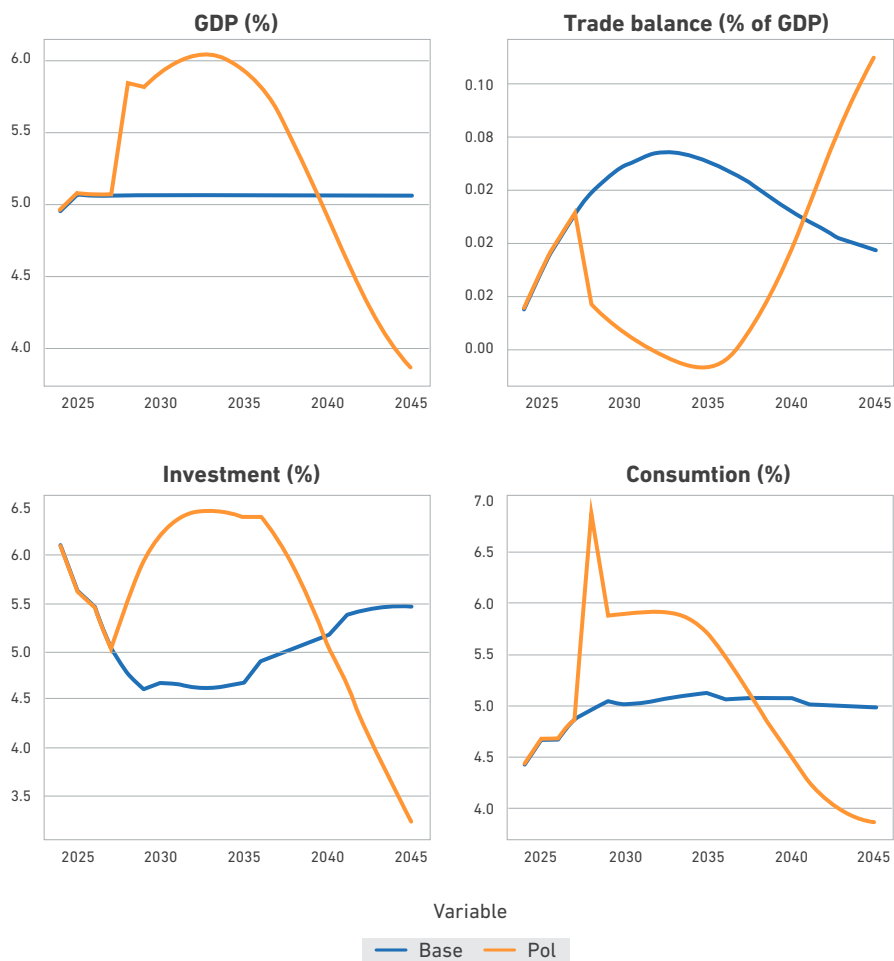 GDP (%)
6.0
5.5
5.0
4.5
4.0
2025 2030 2035 2040 2045
Trade balance (% of GDP)
0.10
0.08
0.02
0.02
0.02
0.00
2025 2030 2035 2040 2045
Investment (%)
6.5
6.0
5.5
5.0
4.5
4.0
3.5
2025 2030 2035 2040 2045
Consumtion (%)
7.0
6.5
6.0
5.5
5.0
4.5
4.0
2025 2030 2035 2040 2045
Variable
Base Pol